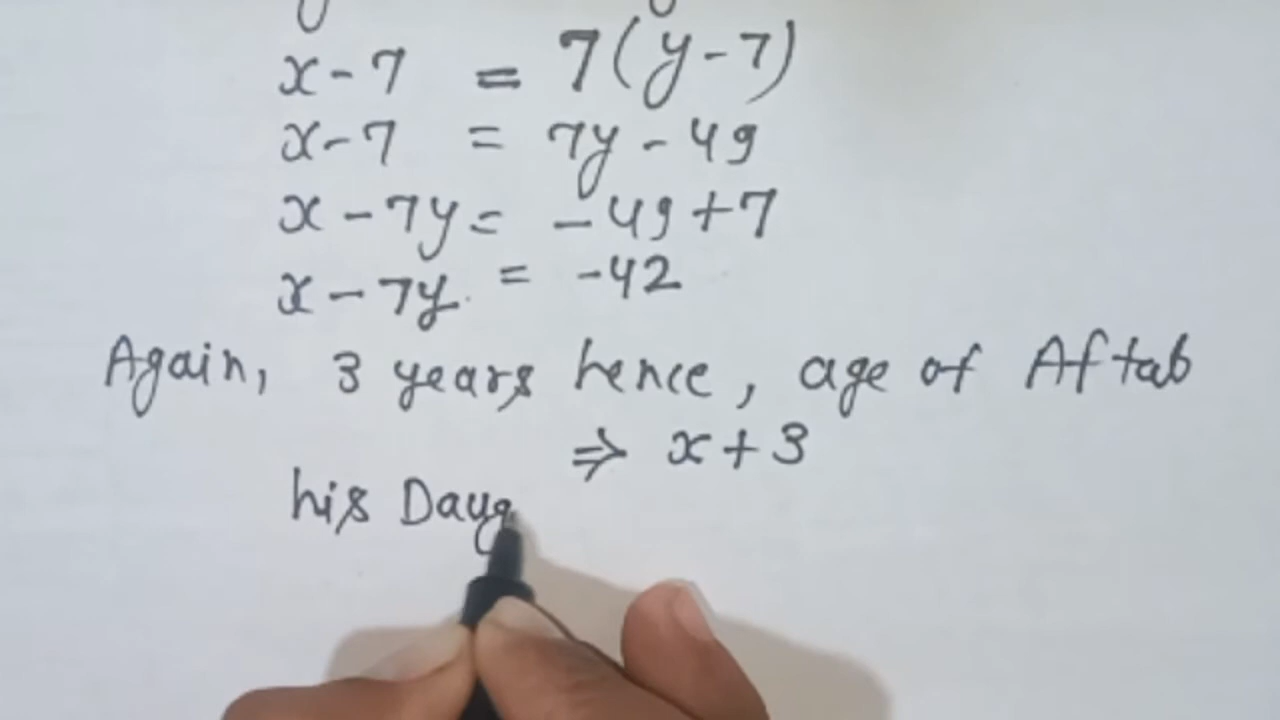 x - 7 = 7(y - 7)
x - 7 = 7y - 49
x - 7y = -49 + 7
x - 7y = -42
Again, 3 years hence, age of Aftab
⇒ x + 3
his Daug